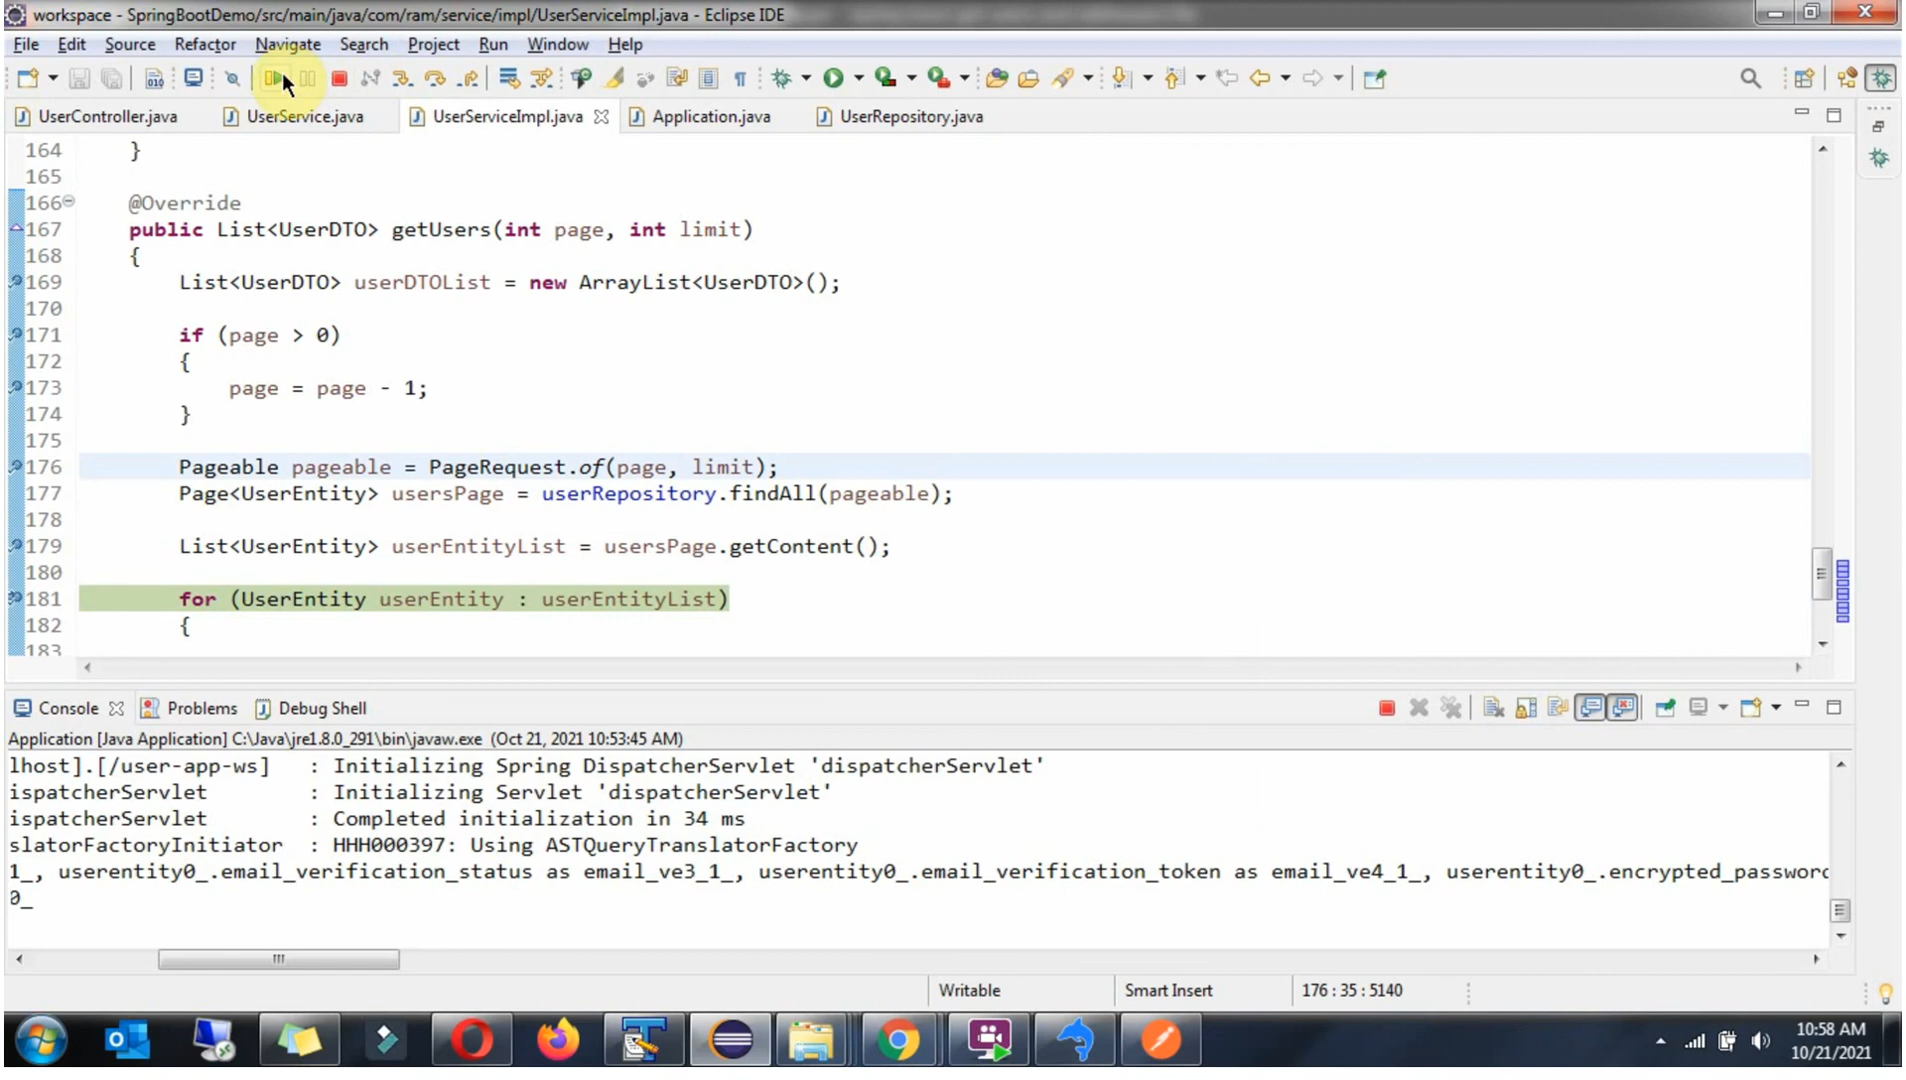 workspace - SpringBootDemo/src/main/java/com/ram/service/impl/UserServiceImpl.java - Eclipse IDE
File Edit Source Refactor Navigate Search Project Run Window Help
UserController.java UserService.java UserServiceImpl.java Application.java UserRepository.java
164 }
165
166 @Override
167 public List<UserDTO> getUsers(int page, int limit)
168 {
169 List<UserDTO> userDTOList = new ArrayList<UserDTO>();
170
171 if (page > 0)
172 {
173 page = page - 1;
174 }
175
176 Pageable pageable = PageRequest.of(page, limit);
177 Page<UserEntity> usersPage = userRepository.findAll(pageable);
178
179 List<UserEntity> userEntityList = usersPage.getContent();
180
181 for (UserEntity userEntity : userEntityList)
182 {
183
Console Problems Debug Shell
Application [Java Application] C:\Java\jre1.8.0_291\bin\javaw.exe (Oct 21, 2021 10:53:45 AM)
lhost].[/user-app-ws] : Initializing Spring DispatcherServlet 'dispatcherServlet'
ispatcherServlet : Initializing Servlet 'dispatcherServlet'
ispatcherServlet : Completed initialization in 34 ms
slatorFactoryInitiator : HHH000397: Using ASTQueryTranslatorFactory
1_, userentity0_.email_verification_status as email_ve3_1_, userentity0_.email_verification_token as email_ve4_1_, userentity0_.encrypted_password
0_
Writable Smart Insert 176 : 35 : 5140
10:58 AM
10/21/2021